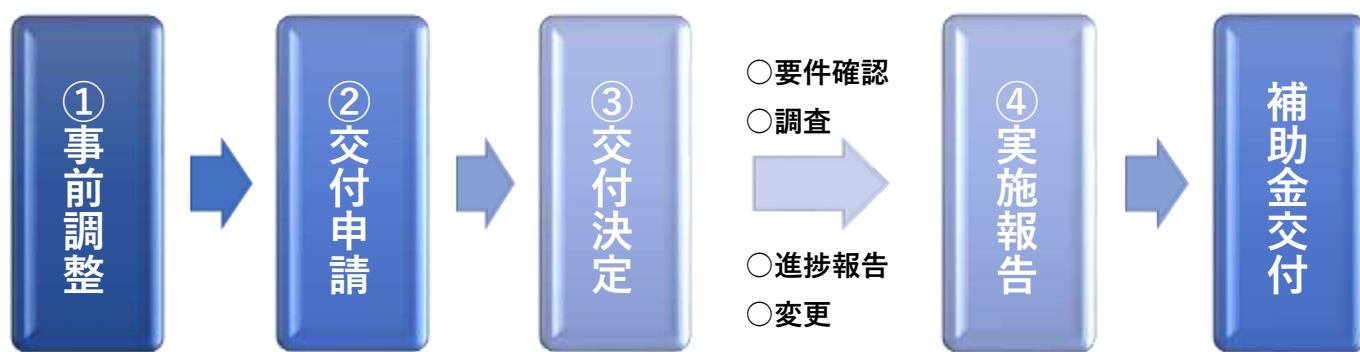 ①事前調整
②交付申請
③交付決定
○要件確認
○調査
○進捗報告
○変更
④実施報告
補助金交付